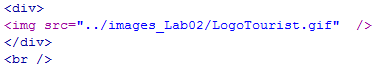 <div>
<img src="../images_Lab02/LogoTourist.gif"  />
</div>
<br />